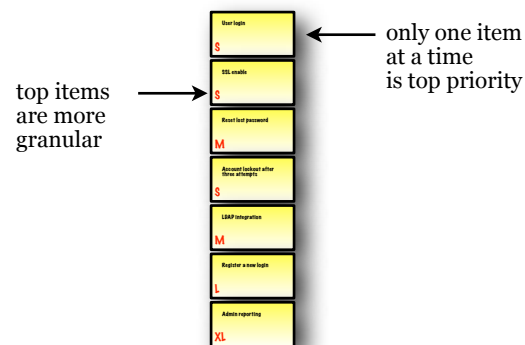 User login
S
only one item
at a time
is top priority
SSL enable
S
top items
are more
granular
Reset lost password
M
Account lockout after
three attempts
S
LDAP integration
M
Register a new login
L
Admin reporting
XL